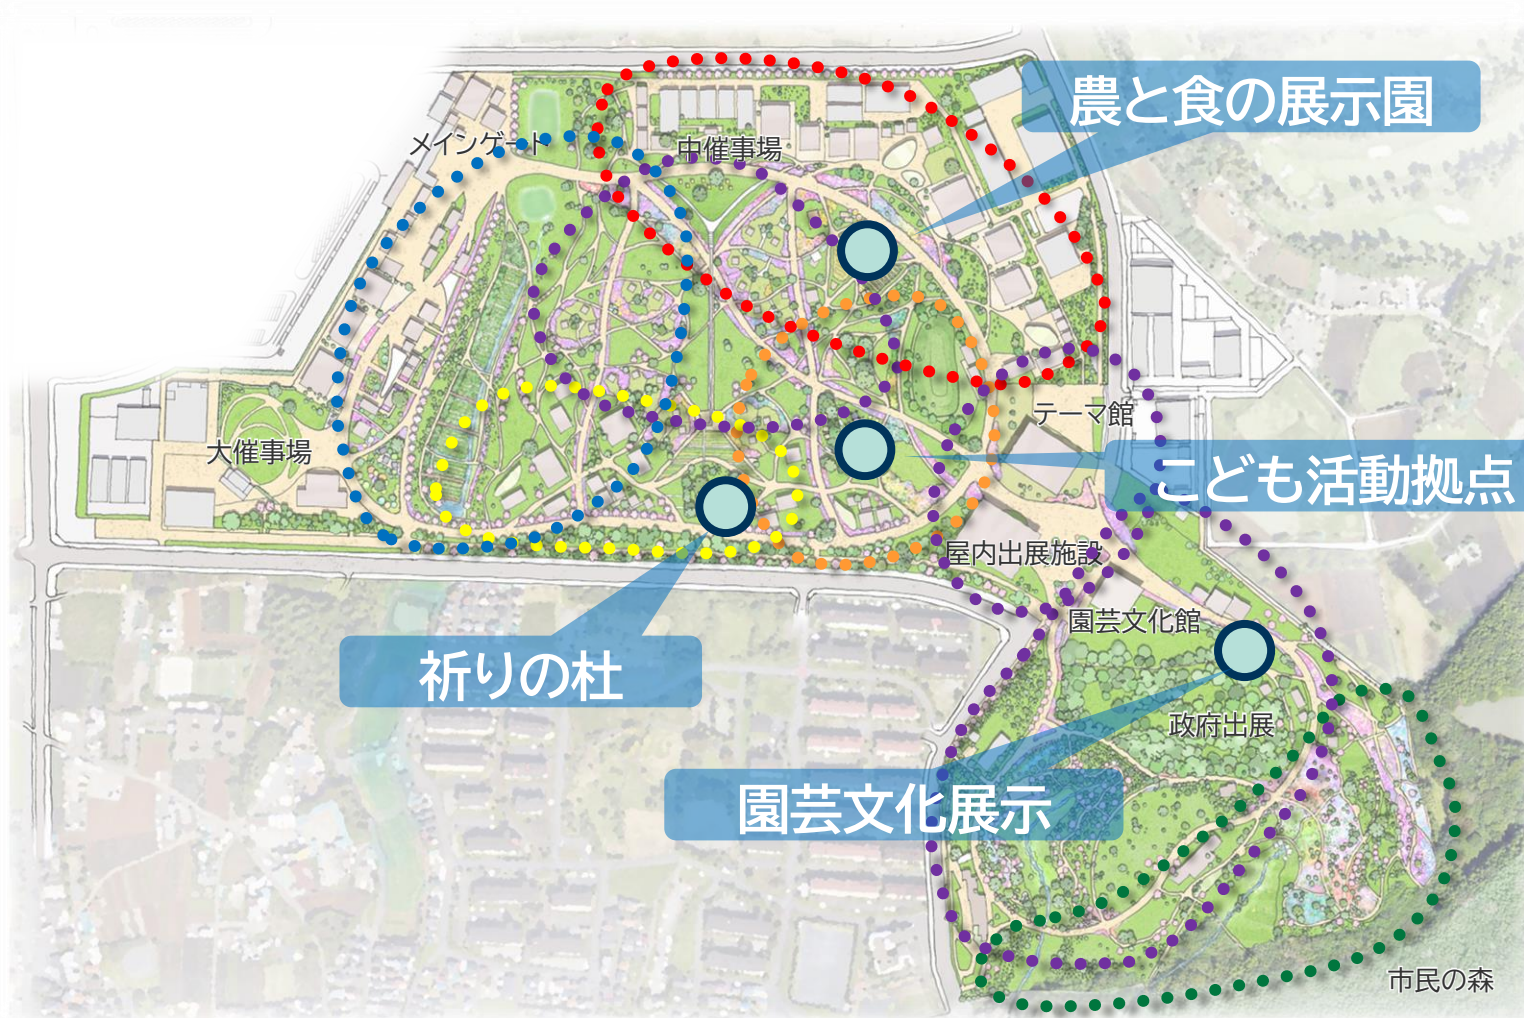 農と食の展示園
メインゲート
中催事場
テーマ館
大催事場
こども活動拠点
屋内出展施設
園芸文化館
祈りの杜
政府出展
園芸文化展示
市民の森